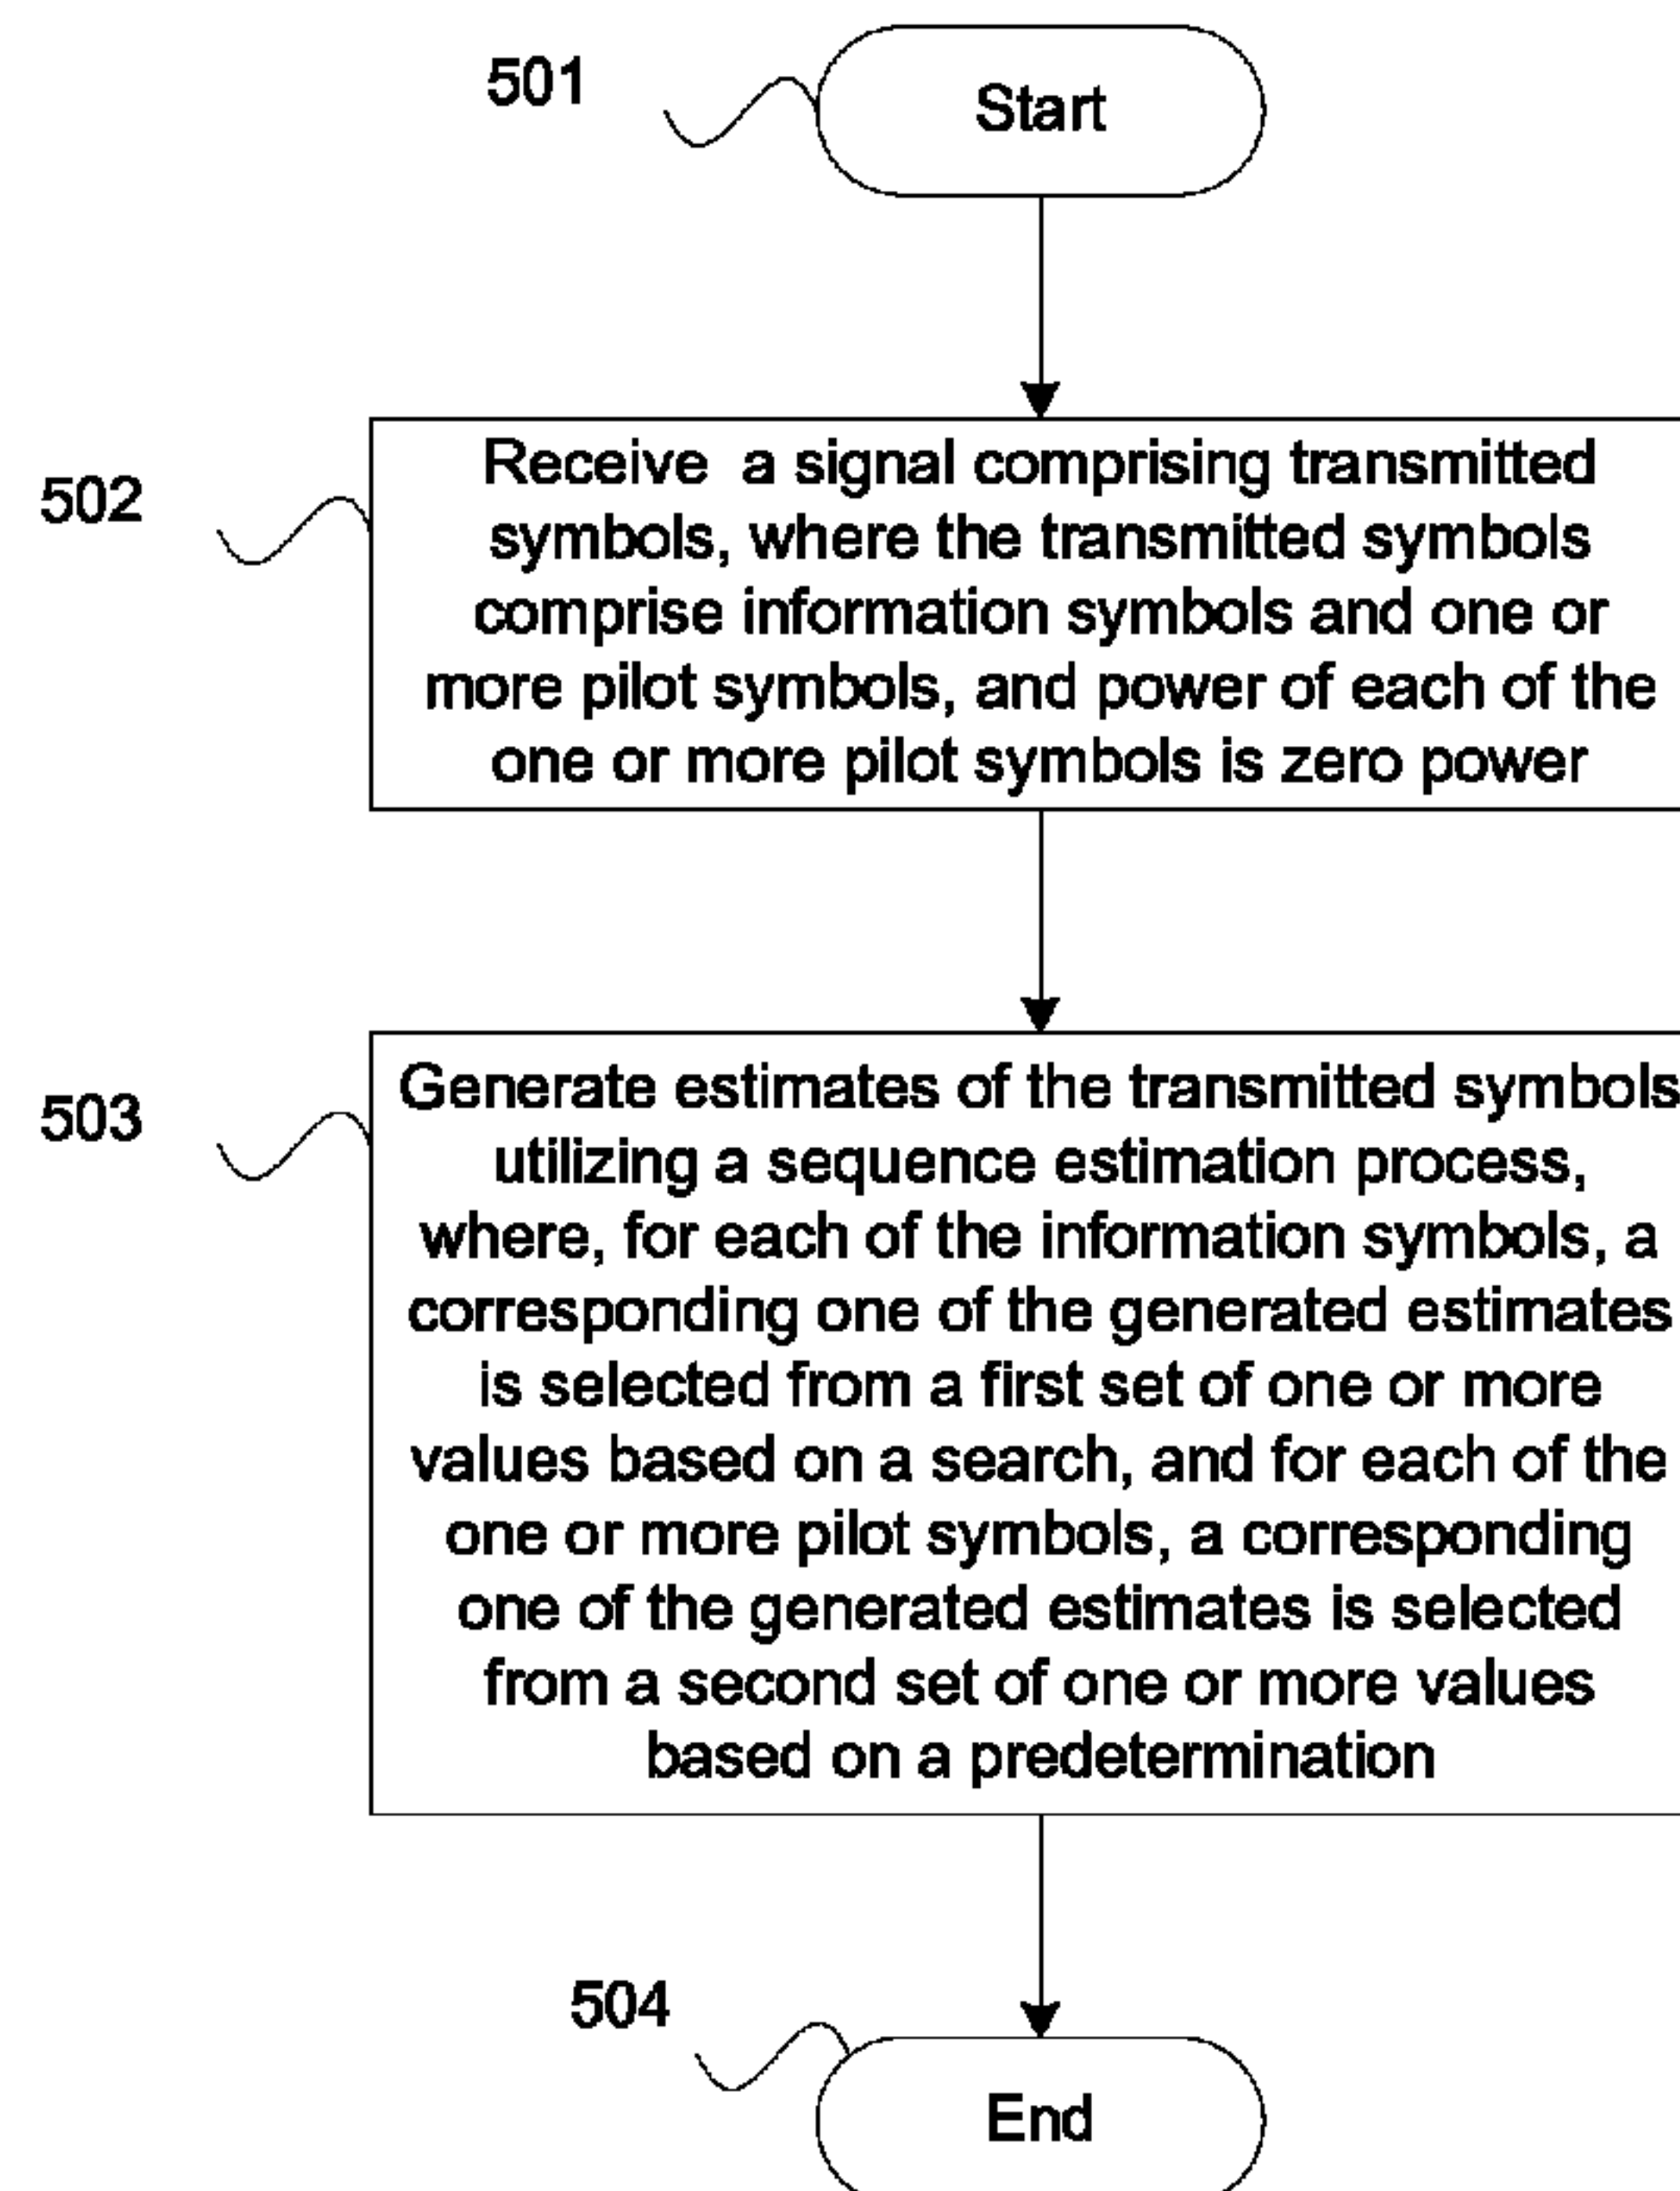 501
Start
502
Receive a signal comprising transmitted
symbols, where the transmitted symbols
comprise information symbols and one or
more pilot symbols, and power of each of the
one or more pilot symbols is zero power
503
Generate estimates of the transmitted symbols
utilizing a sequence estimation process,
where, for each of the information symbols, a
corresponding one of the generated estimates
is selected from a first set of one or more
values based on a search, and for each of the
one or more pilot symbols, a corresponding
one of the generated estimates is selected
from a second set of one or more values
based on a predetermination
504
End